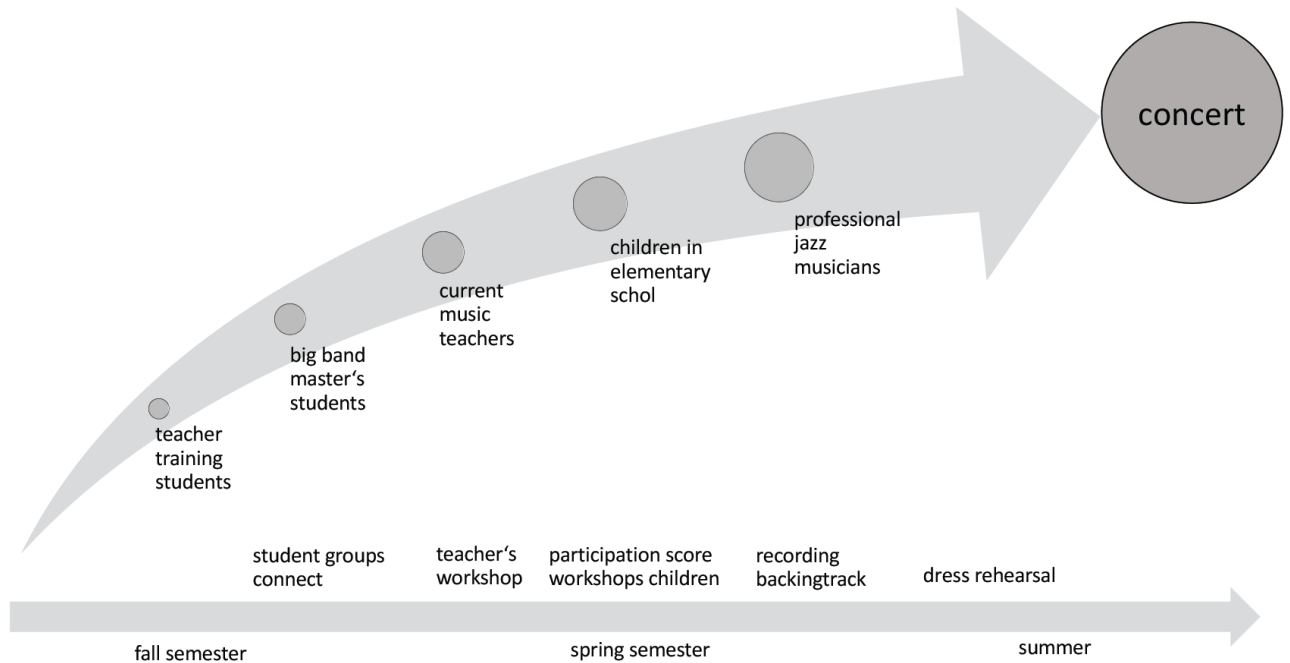 concert
professional
jazz
musicians
children in
elementary
schol
current
music
teachers
big band
master‘s
students
teacher
training
students
student groups
connect
teacher‘s
workshop
participation score
workshops children
recording
backingtrack
dress rehearsal
fall semester
spring semester
summer